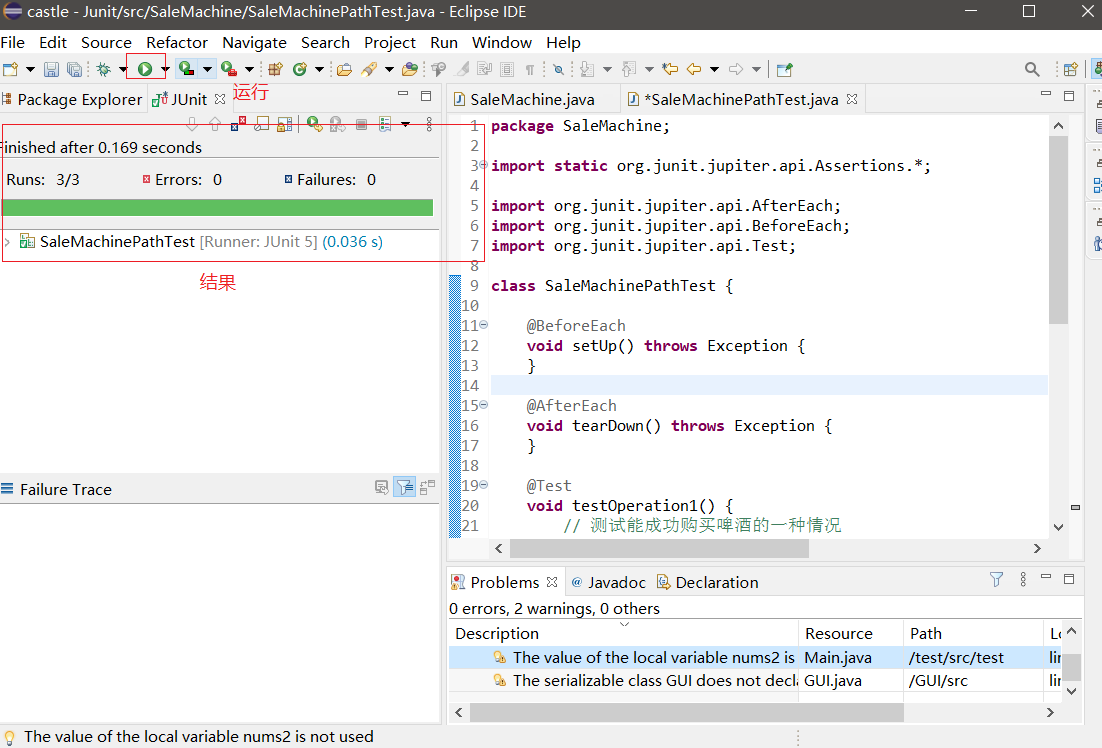 castle - Junit/src/SaleMachine/SaleMachinePathTest.java - Eclipse IDE
File Edit Source Refactor Navigate Search Project Run Window Help
运行
Package Explorer JUnit
Finished after 0.169 seconds
Runs: 3/3 Errors: 0 Failures: 0
SaleMachinePathTest [Runner: JUnit 5] (0.036 s)
结果
Failure Trace
SaleMachine.java *SaleMachinePathTest.java
1 package SaleMachine;
2
3 import static org.junit.jupiter.api.Assertions.*;
4
5 import org.junit.jupiter.api.AfterEach;
6 import org.junit.jupiter.api.BeforeEach;
7 import org.junit.jupiter.api.Test;
8
9 class SaleMachinePathTest {
10
11 @BeforeEach
12 void setUp() throws Exception {
13 }
14
15 @AfterEach
16 void tearDown() throws Exception {
17 }
18
19 @Test
20 void testOperation1() {
21 // 测试能成功购买啤酒的一种情况
Problems @ Javadoc Declaration
0 errors, 2 warnings, 0 others
Description Resource Path
The value of the local variable nums2 is Main.java /test/src/test
The serializable class GUI does not decla GUI.java /GUI/src
The value of the local variable nums2 is not used